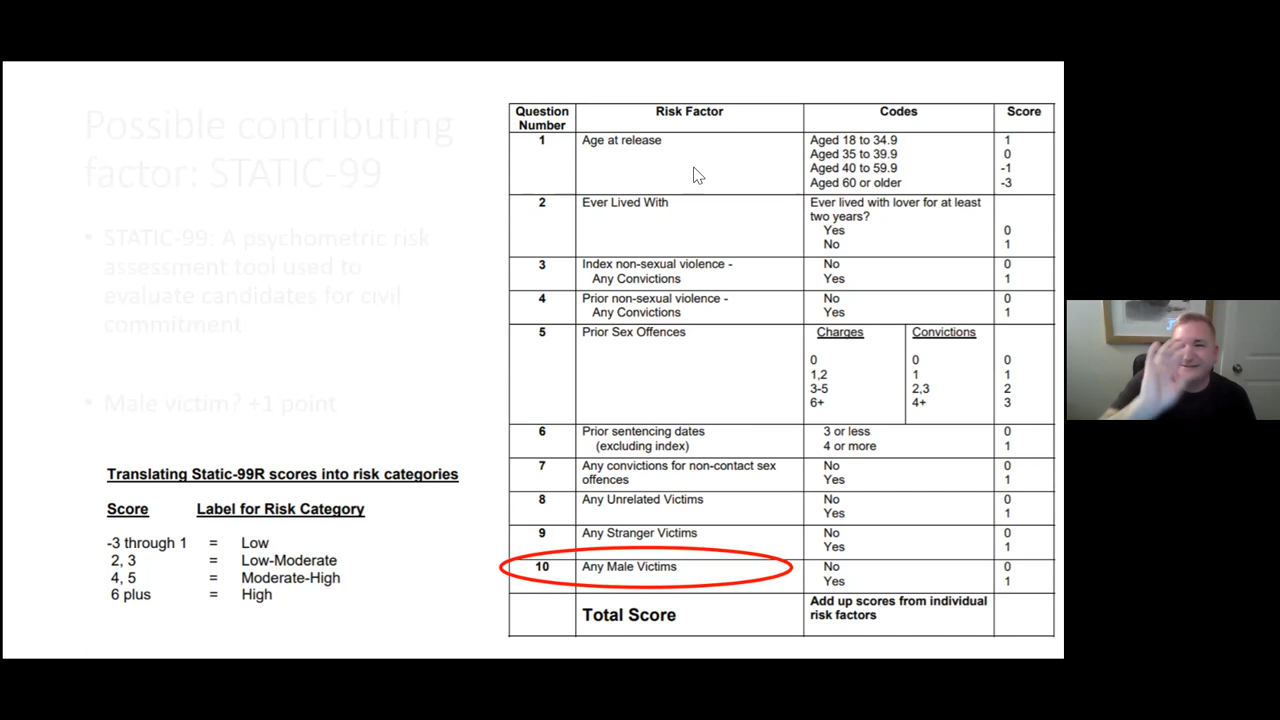 Possible contributing
factor: STATIC-99
• STATIC-99: A psychometric risk
assessment tool used to
evaluate candidates for civil
commitment
• Male victim? +1 point
Translating Static-99R scores into risk categories
Score Label for Risk Category
-3 through 1 = Low
2, 3 = Low-Moderate
4, 5 = Moderate-High
6 plus = High
Question Number Risk Factor Codes Score
1 Age at release Aged 18 to 34.9 1
Aged 35 to 39.9 0
Aged 40 to 59.9 -1
Aged 60 or older -3
2 Ever Lived With Ever lived with lover for at least
two years?
Yes 0
No 1
3 Index non-sexual violence - No 0
Any Convictions Yes 1
4 Prior non-sexual violence - No 0
Any Convictions Yes 1
5 Prior Sex Offences Charges Convictions
0 0 0
1,2 1 1
3-5 2,3 2
6+ 4+ 3
6 Prior sentencing dates 3 or less 0
(excluding index) 4 or more 1
7 Any convictions for non-contact sex No 0
offences Yes 1
8 Any Unrelated Victims No 0
Yes 1
9 Any Stranger Victims No 0
Yes 1
10 Any Male Victims No 0
Yes 1
Total Score Add up scores from individual
risk factors